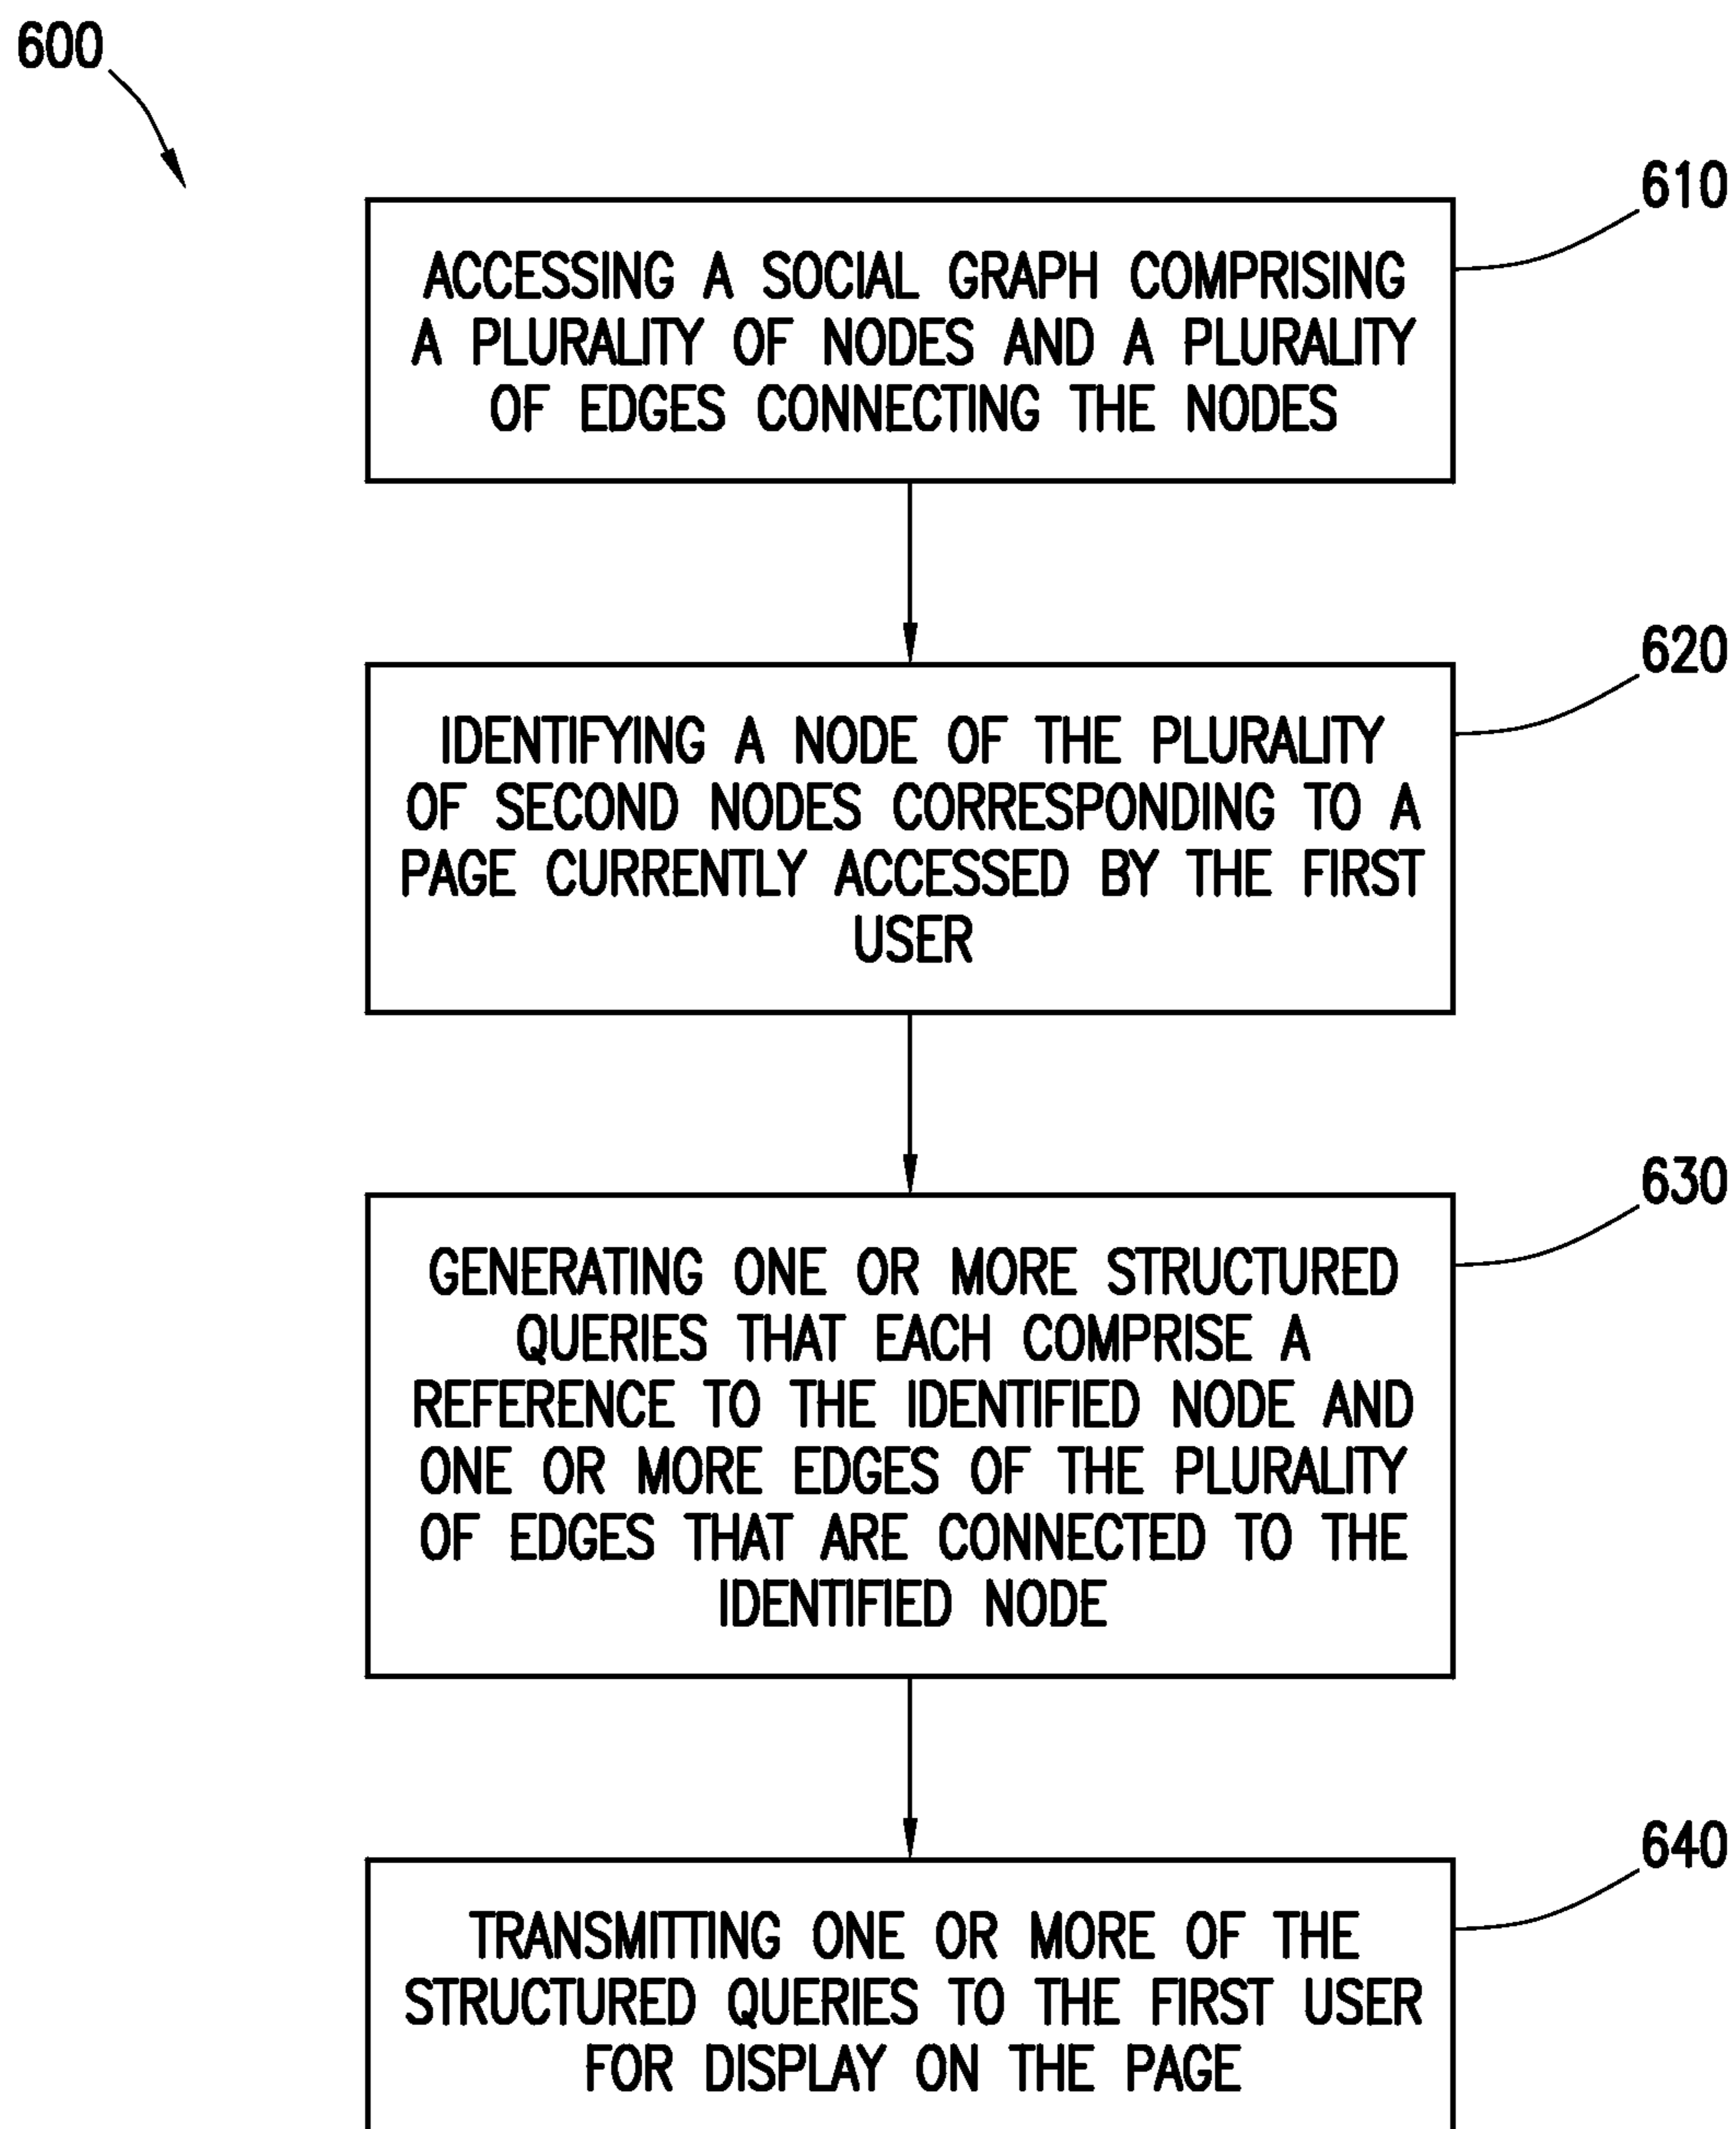 600
610
ACCESSING A SOCIAL GRAPH COMPRISING
A PLURALITY OF NODES AND A PLURALITY
OF EDGES CONNECTING THE NODES
620
IDENTIFYING A NODE OF THE PLURALITY
OF SECOND NODES CORRESPONDING TO A
PAGE CURRENTLY ACCESSED BY THE FIRST
USER
630
GENERATING ONE OR MORE STRUCTURED
QUERIES THAT EACH COMPRISE A
REFERENCE TO THE IDENTIFIED NODE AND
ONE OR MORE EDGES OF THE PLURALITY
OF EDGES THAT ARE CONNECTED TO THE
IDENTIFIED NODE
640
TRANSMITTING ONE OR MORE OF THE
STRUCTURED QUERIES TO THE FIRST USER
FOR DISPLAY ON THE PAGE